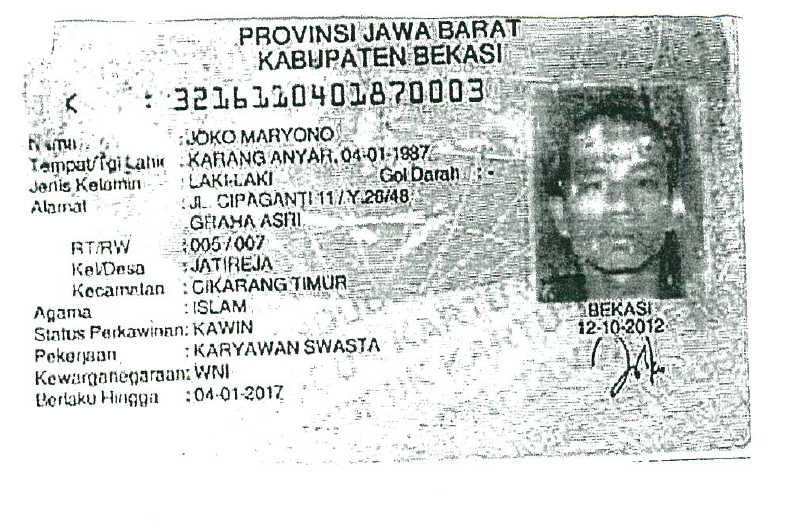 PROVINSI JAWA BARAT
KABUPATEN BEKASI
K : 3216110401870003
Nama : JOKO MARYONO
Tempat/Tgl Lahir : KARANG ANYAR, 04-01-1987
Jenis Kelamin : LAKI-LAKI Gol Darah : -
Alamat : JL. CIPAGANTI 11 / Y.26/48
GRAHA ASRI
RT/RW : 005 / 007
Kel/Desa : JATIREJA
Kecamatan : CIKARANG TIMUR
Agama : ISLAM
Status Perkawinan: KAWIN
Pekerjaan : KARYAWAN SWASTA
Kewarganegaraan: WNI
Berlaku Hingga : 04-01-2017
BEKASI
12-10-2012